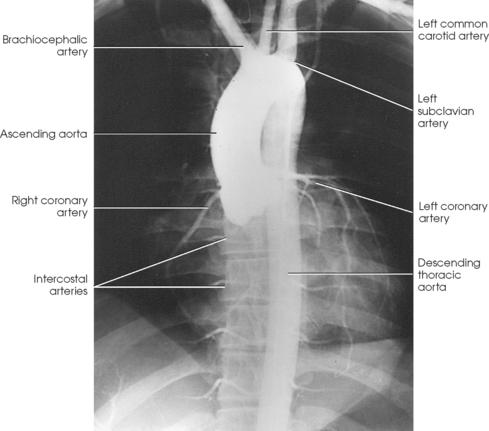 Brachiocephalic
artery
Ascending aorta
Right coronary
artery
Intercostal
arteries
Left common
carotid artery
Left
subclavian
artery
Left coronary
artery
Descending
thoracic
aorta